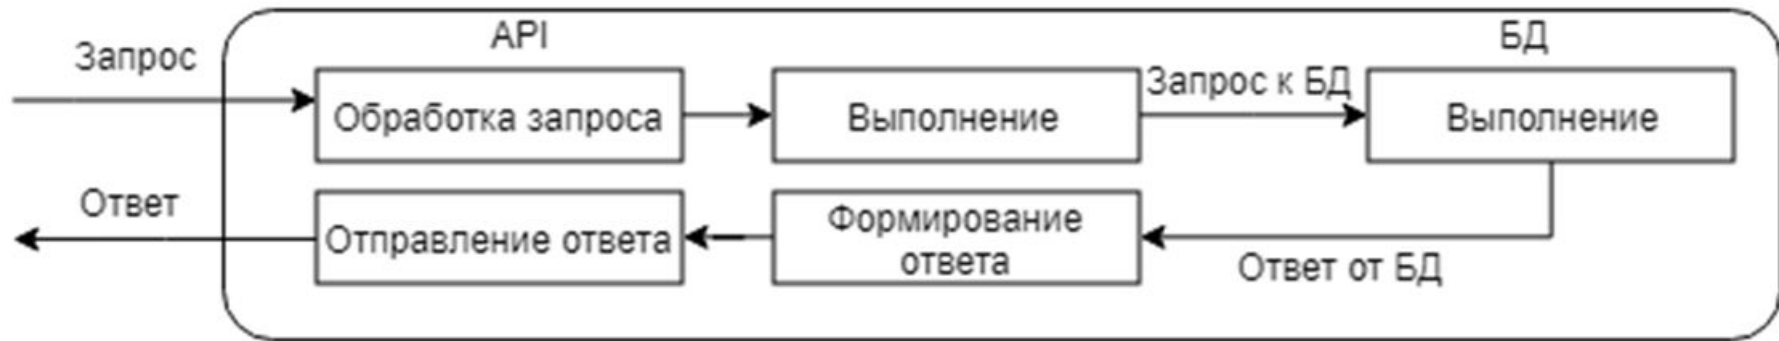 API
БД
Запрос
Обработка запроса
Выполнение
Запрос к БД
Выполнение
Ответ
Отправление ответа
Формирование
ответа
Ответ от БД